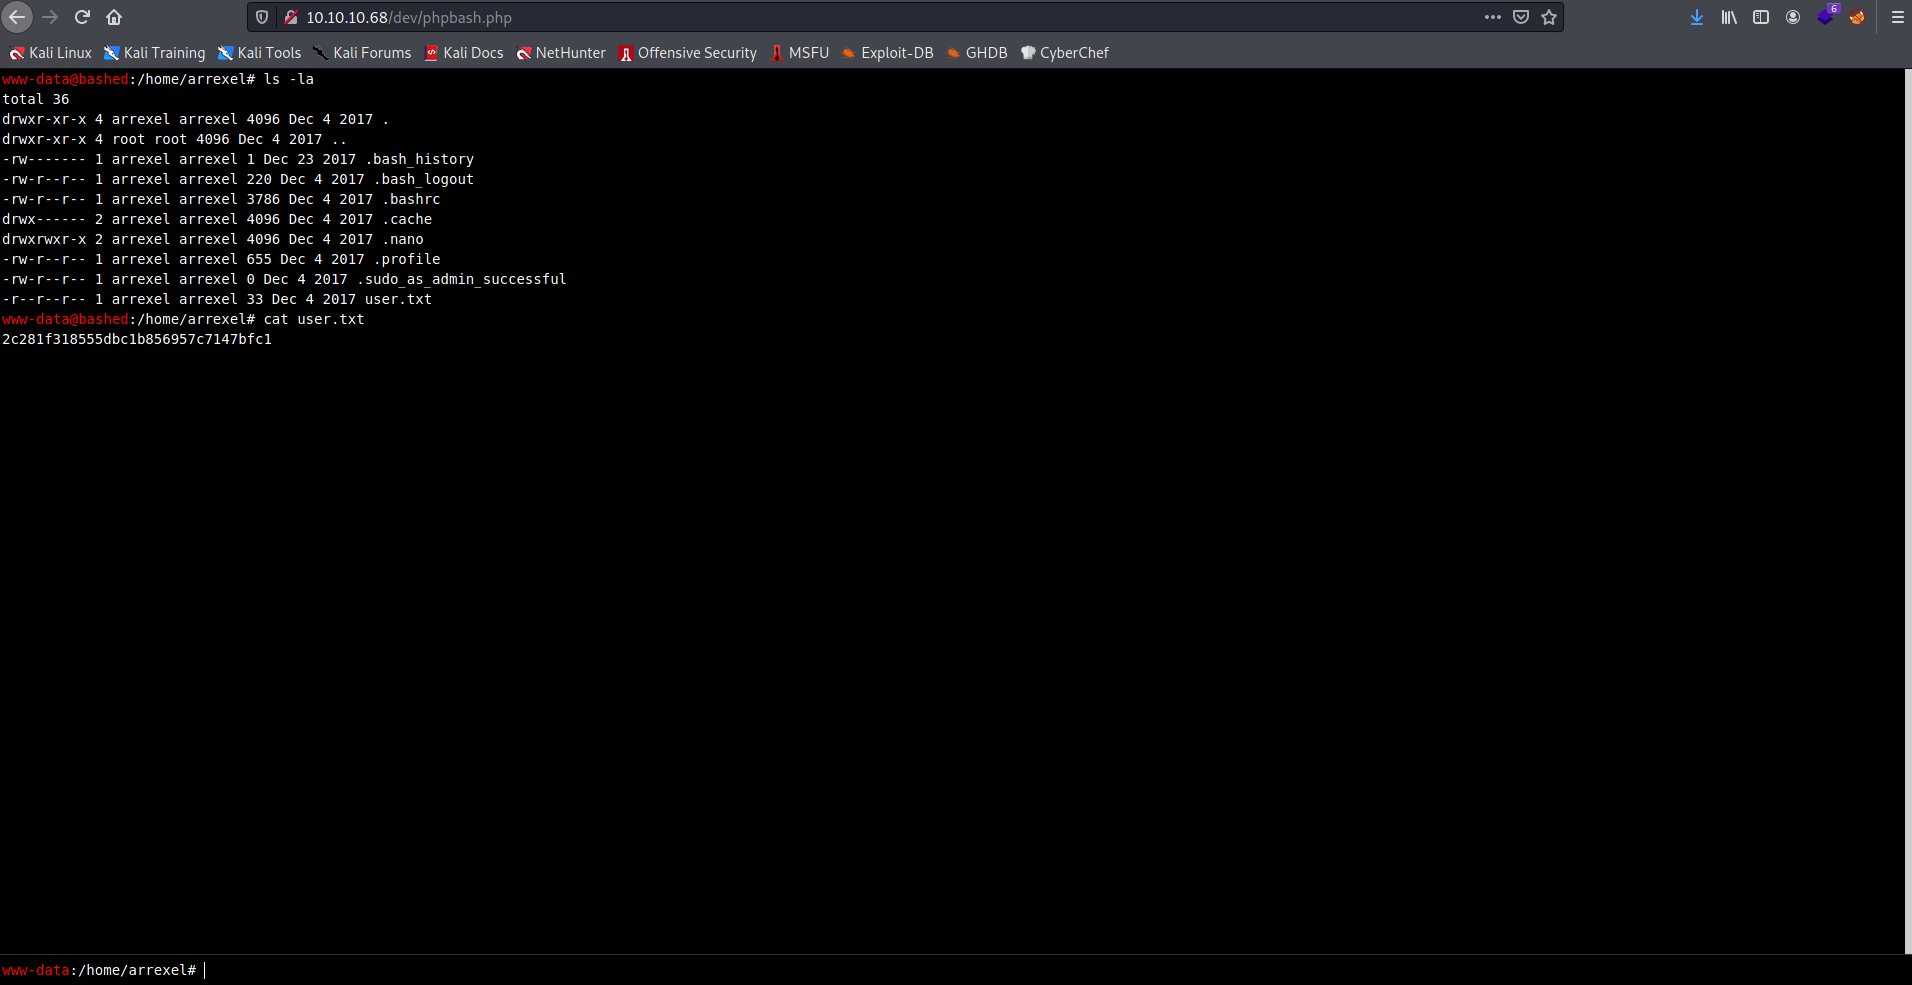 10.10.10.68/dev/phpbash.php
6
Kali Linux Kali Training Kali Tools Kali Forums Kali Docs NetHunter Offensive Security MSFU Exploit-DB GHDB CyberChef
www-data@bashed:/home/arrexel# ls -la
total 36
drwxr-xr-x 4 arrexel arrexel 4096 Dec 4 2017 .
drwxr-xr-x 4 root root 4096 Dec 4 2017 ..
-rw------- 1 arrexel arrexel 1 Dec 23 2017 .bash_history
-rw-r--r-- 1 arrexel arrexel 220 Dec 4 2017 .bash_logout
-rw-r--r-- 1 arrexel arrexel 3786 Dec 4 2017 .bashrc
drwx------ 2 arrexel arrexel 4096 Dec 4 2017 .cache
drwxrwxr-x 2 arrexel arrexel 4096 Dec 4 2017 .nano
-rw-r--r-- 1 arrexel arrexel 655 Dec 4 2017 .profile
-rw-r--r-- 1 arrexel arrexel 0 Dec 4 2017 .sudo_as_admin_successful
-r--r--r-- 1 arrexel arrexel 33 Dec 4 2017 user.txt
www-data@bashed:/home/arrexel# cat user.txt
2c281f318555dbc1b856957c7147bfc1
www-data:/home/arrexel#